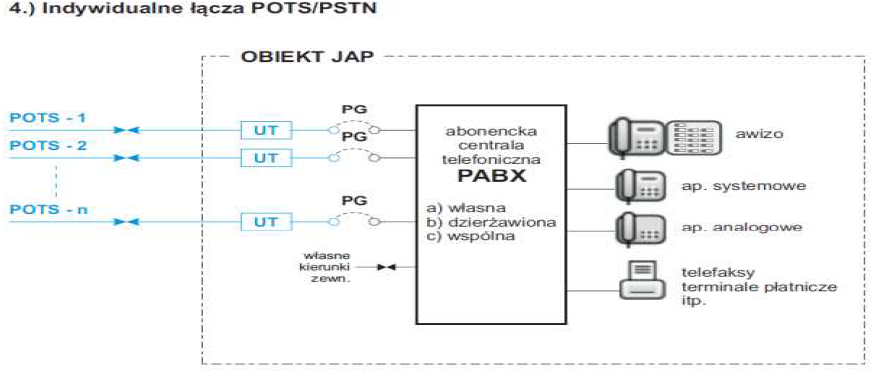 4.) Indywidualne łącza POTS/PSTN
OBIEKT JAP
POTS - 1
UT
PG
POTS - 2
UT
PG
POTS - n
UT
PG
własne
kierunki
zewn.
abonencka
centrala
telefoniczna
PABX
a) własna
b) dzierżawiona
c) wspólna
awizo
ap. systemowe
ap. analogowe
telefaksy
terminale płatnicze
itp.